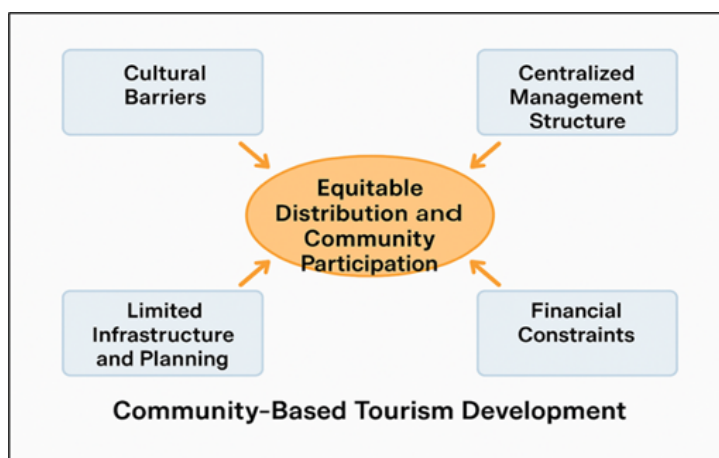 Cultural
Barriers
Centralized
Management
Structure
Equitable
Distribution and
Community
Participation
Limited
Infrastructure
and Planning
Financial
Constraints
Community-Based Tourism Development